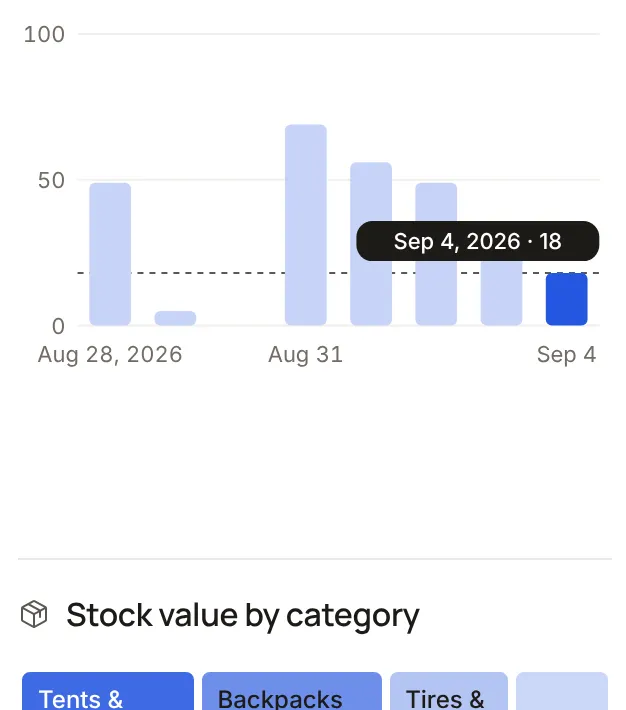 100
50
Sep 4, 2026 · 18
0
Aug 28, 2026
Aug 31
Sep 4
Stock value by category
Tents &
Backpacks
Tires &